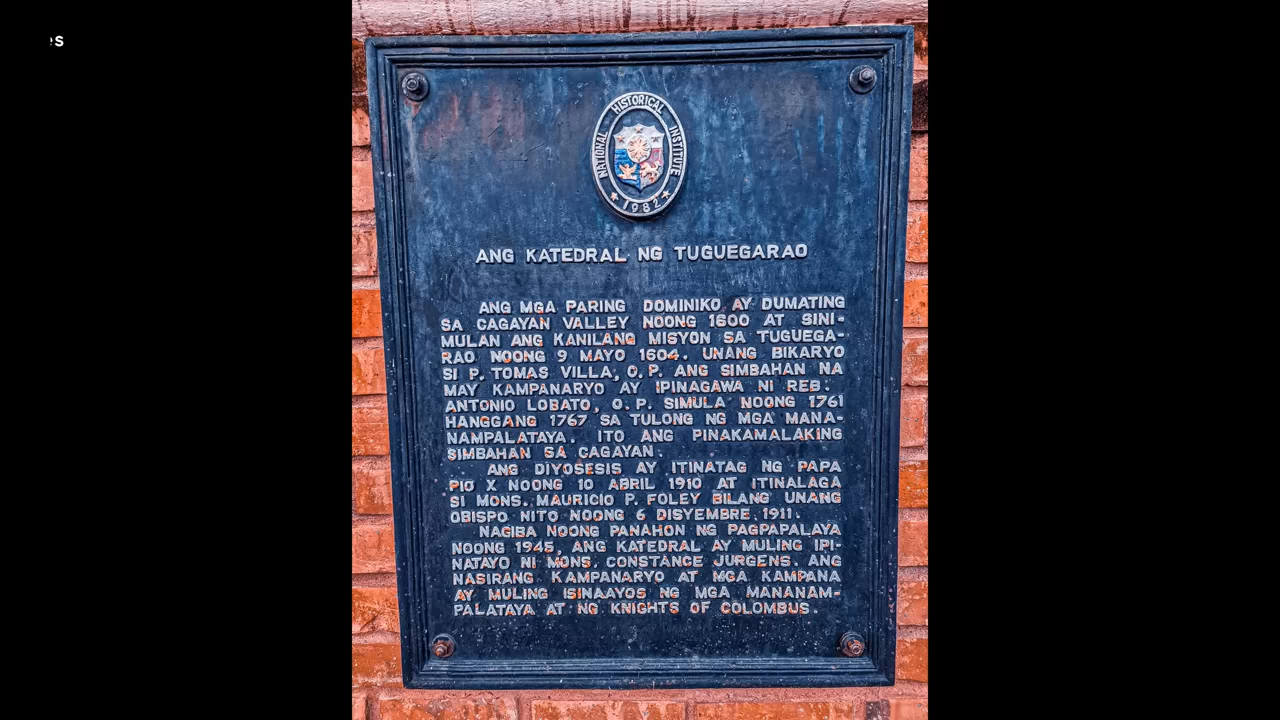 NATIONAL HISTORICAL INSTITUTE
1982
ANG KATEDRAL NG TUGUEGARAO
ANG MGA PARING DOMINIKO AY DUMATING
SA CAGAYAN VALLEY NOONG 1600 AT SINI-
MULAN ANG KANILANG MISYON SA TUGUEGA-
RAO NOONG 9 MAYO 1604. UNANG BIKARYO
SI P. TOMAS VILLA, O.P. ANG SIMBAHAN NA
MAY KAMPANARYO AY IPINAGAWA NI REB.
ANTONIO LOBATO, O.P. SIMULA NOONG 1761
HANGGANG 1767 SA TULONG NG MGA MANA-
NAMPALATAYA. ITO ANG PINAKAMALAKING
SIMBAHAN SA CAGAYAN.
ANG DIYOSESIS AY ITINATAG NG PAPA
PIO X NOONG 10 ABRIL 1910 AT ITINALAGA
SI MONS. MAURICIO P. FOLEY BILANG UNANG
OBISPO NITO NOONG 6 DISYEMBRE 1911.
NAGIBA NOONG PANAHON NG PAGPAPALAYA
NOONG 1945, ANG KATEDRAL AY MULING IPI-
NATAYO NI MONS. CONSTANCE JURGENS. ANG
NASIRANG KAMPANARYO AT MGA KAMPANA
AY MULING ISINAAYOS NG MGA MANANAM-
PALATAYA AT NG KNIGHTS OF COLOMBUS.